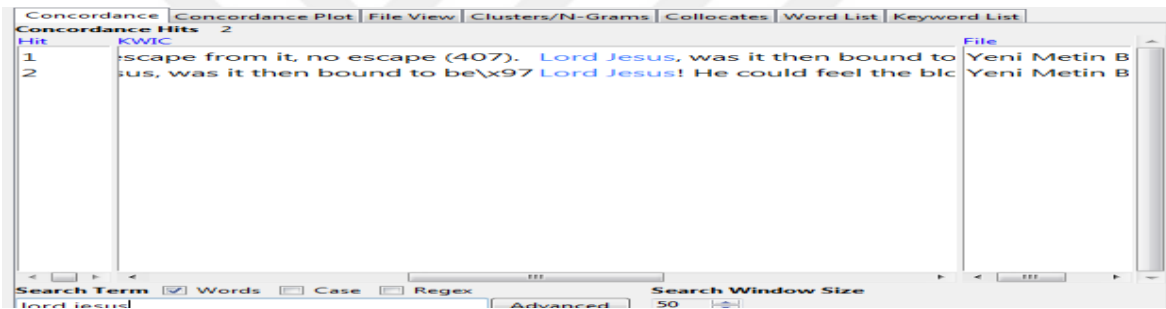 Concordance Concordance Plot File View Clusters/N-Grams Collocates Word List Keyword List
Concordance Hits 2
Hit KWIC File
1 escape from it, no escape (407). Lord Jesus, was it then bound to Yeni Metin B
2 sus, was it then bound to be\x97 Lord Jesus! He could feel the blo Yeni Metin B
Search Term Words Case Regex Search Window Size
lord jesus Advanced 50